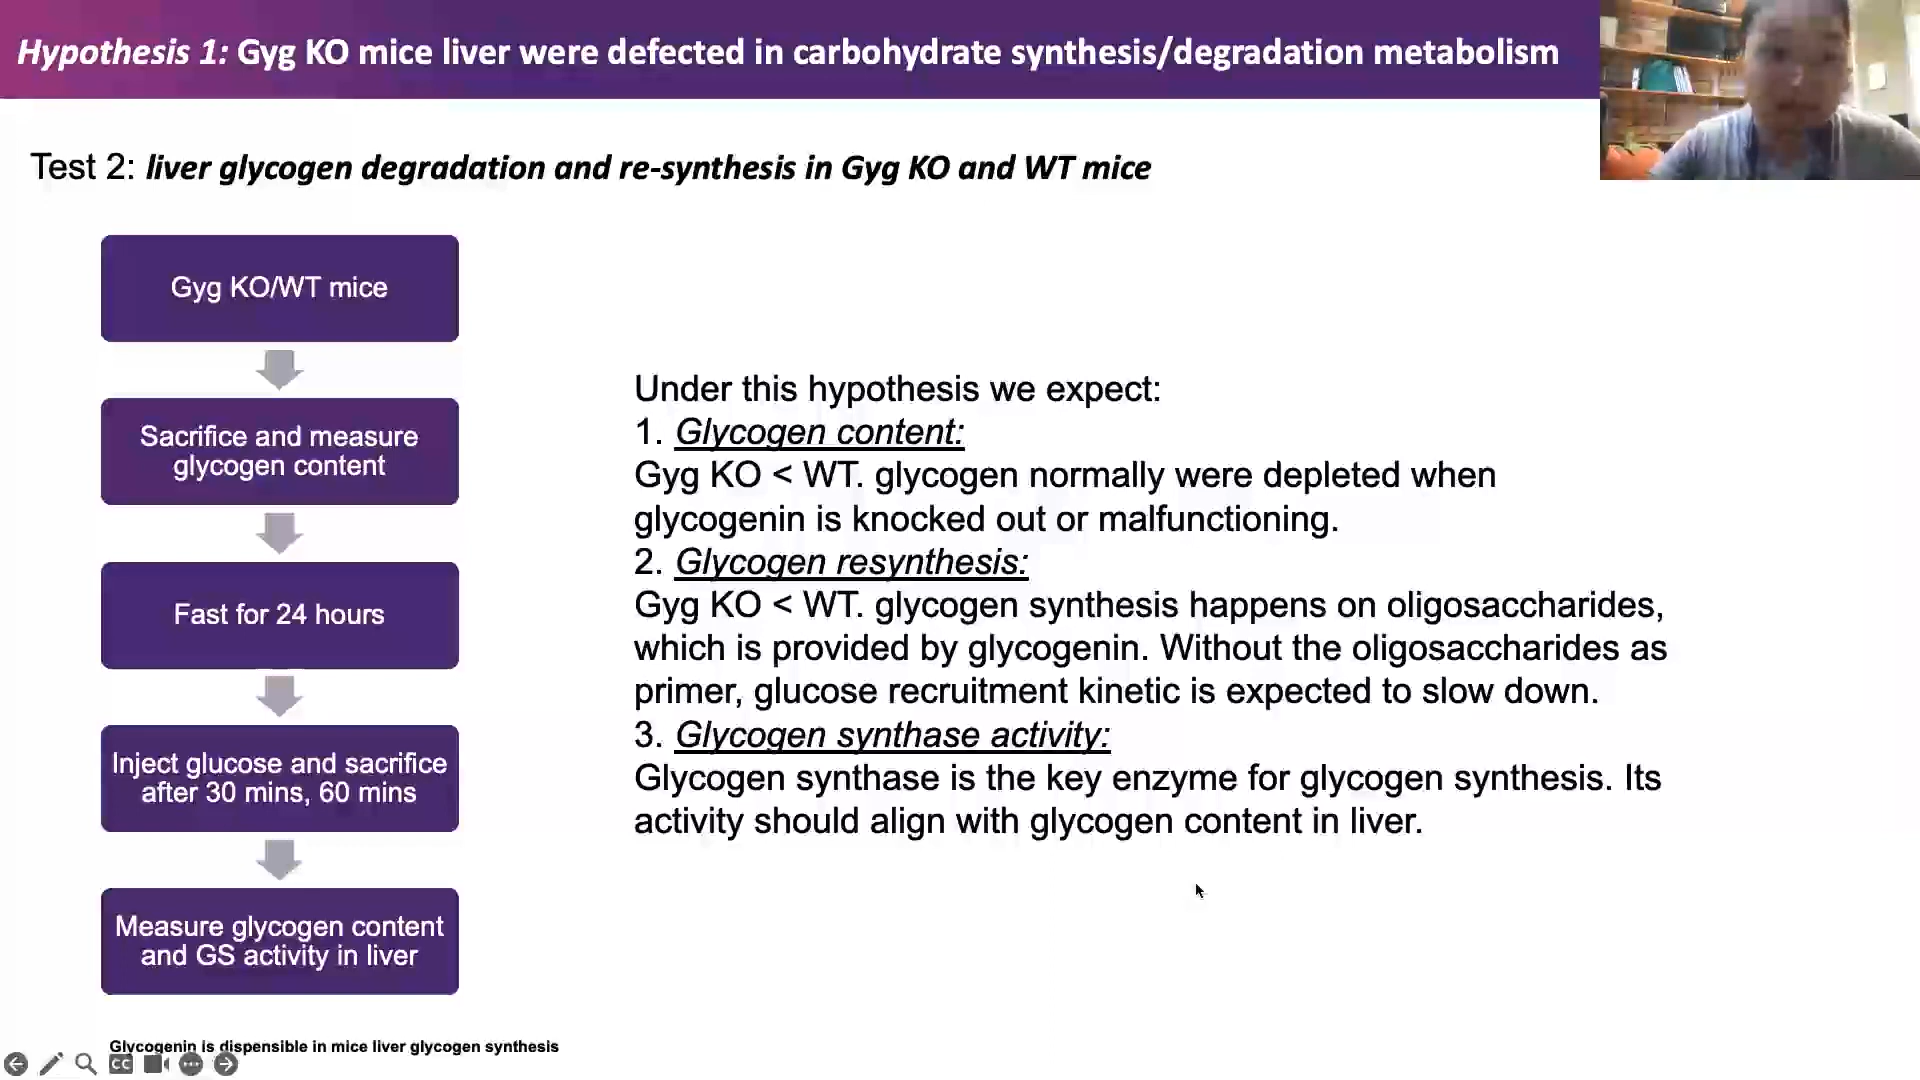 Hypothesis 1: Gyg KO mice liver were defected in carbohydrate synthesis/degradation metabolism
Test 2: liver glycogen degradation and re-synthesis in Gyg KO and WT mice
Gyg KO/WT mice
Sacrifice and measure
glycogen content
Fast for 24 hours
Inject glucose and sacrifice
after 30 mins, 60 mins
Measure glycogen content
and GS activity in liver
Under this hypothesis we expect:
1. Glycogen content:
Gyg KO < WT. glycogen normally were depleted when
glycogenin is knocked out or malfunctioning.
2. Glycogen resynthesis:
Gyg KO < WT. glycogen synthesis happens on oligosaccharides,
which is provided by glycogenin. Without the oligosaccharides as
primer, glucose recruitment kinetic is expected to slow down.
3. Glycogen synthase activity:
Glycogen synthase is the key enzyme for glycogen synthesis. Its
activity should align with glycogen content in liver.
Glycogenin is dispensible in mice liver glycogen synthesis
CC